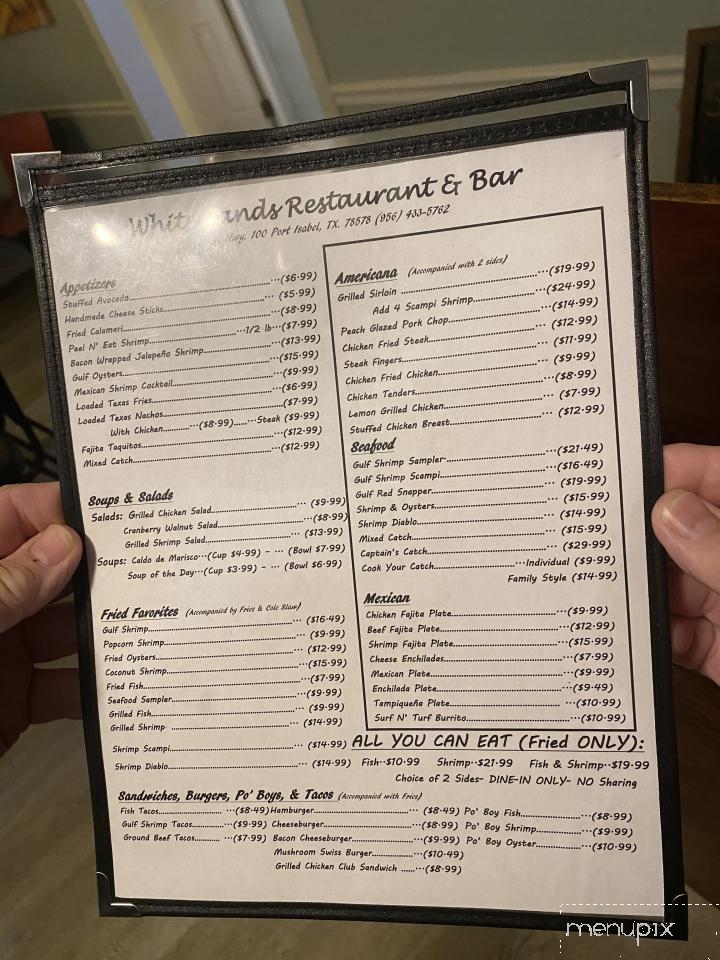 White Sands Restaurant & Bar
Hwy. 100 Port Isabel, TX. 78578 (956) 433-5762
Appetizers
Stuffed Avocado...($6.99)
Handmade Cheese Sticks...($5.99)
Fried Calamari...($8.99)
Peel N' Eat Shrimp...1/2 lb...($7.99)
Bacon Wrapped Jalapeño Shrimp...($13.99)
Gulf Oysters...($15.99)
Mexican Shrimp Cocktail...($9.99)
Loaded Texas Fries...($6.99)
Loaded Texas Nachos...($7.99)
With Chicken...($8.99)...Steak ($9.99)
Fajita Taquitos...($12.99)
Mixed Catch...($12.99)
Soups & Salads
Salads: Grilled Chicken Salad...($9.99)
Cranberry Walnut Salad...($8.99)
Grilled Shrimp Salad...($13.99)
Soups: Caldo de Marisco...(Cup $4.99) - ... (Bowl $7.99)
Soup of the Day...(Cup $3.99) - ... (Bowl $6.99)
Fried Favorites (Accompanied by Fries & Cole Slaw)
Gulf Shrimp...($16.49)
Popcorn Shrimp...($9.99)
Fried Oysters...($12.99)
Coconut Shrimp...($15.99)
Fried Fish...($7.99)
Seafood Sampler...($9.99)
Grilled Fish...($9.99)
Grilled Shrimp...($14.99)
Shrimp Scampi...($14.99)
Shrimp Diablo...($14.99)
Americana (Accompanied with 2 sides)
Grilled Sirloin...($19.99)
Add 4 Scampi Shrimp...($24.99)
Peach Glazed Pork Chop...($14.99)
Chicken Fried Steak...($12.99)
Steak Fingers...($11.99)
Chicken Fried Chicken...($9.99)
Chicken Tenders...($8.99)
Lemon Grilled Chicken...($7.99)
Stuffed Chicken Breast...($12.99)
Seafood
Gulf Shrimp Sampler...($21.49)
Gulf Shrimp Scampi...($16.49)
Gulf Red Snapper...($19.99)
Shrimp & Oysters...($15.99)
Shrimp Diablo...($14.99)
Mixed Catch...($15.99)
Captain's Catch...($29.99)
Cook Your Catch...Individual ($9.99)
Family Style ($14.99)
Mexican
Chicken Fajita Plate...($9.99)
Beef Fajita Plate...($12.99)
Shrimp Fajita Plate...($15.99)
Cheese Enchiladas...($7.99)
Mexican Plate...($9.99)
Enchilada Plate...($9.49)
Tampiqueña Plate...($10.99)
Surf N' Turf Burrito...($10.99)
ALL YOU CAN EAT (Fried ONLY):
Fish..$10.99 Shrimp..$21.99 Fish & Shrimp..$19.99
Choice of 2 Sides- DINE-IN ONLY- NO Sharing
Sandwiches, Burgers, Po' Boys, & Tacos (Accompanied with Fries)
Fish Tacos...($8.49) Hamburger...($8.49) Po' Boy Fish...($8.99)
Gulf Shrimp Tacos...($9.99) Cheeseburger...($8.99) Po' Boy Shrimp...($9.99)
Ground Beef Tacos...($7.99) Bacon Cheeseburger...($9.99) Po' Boy Oyster...($10.99)
Mushroom Swiss Burger...($10.49)
Grilled Chicken Club Sandwich...($8.99)
menupix